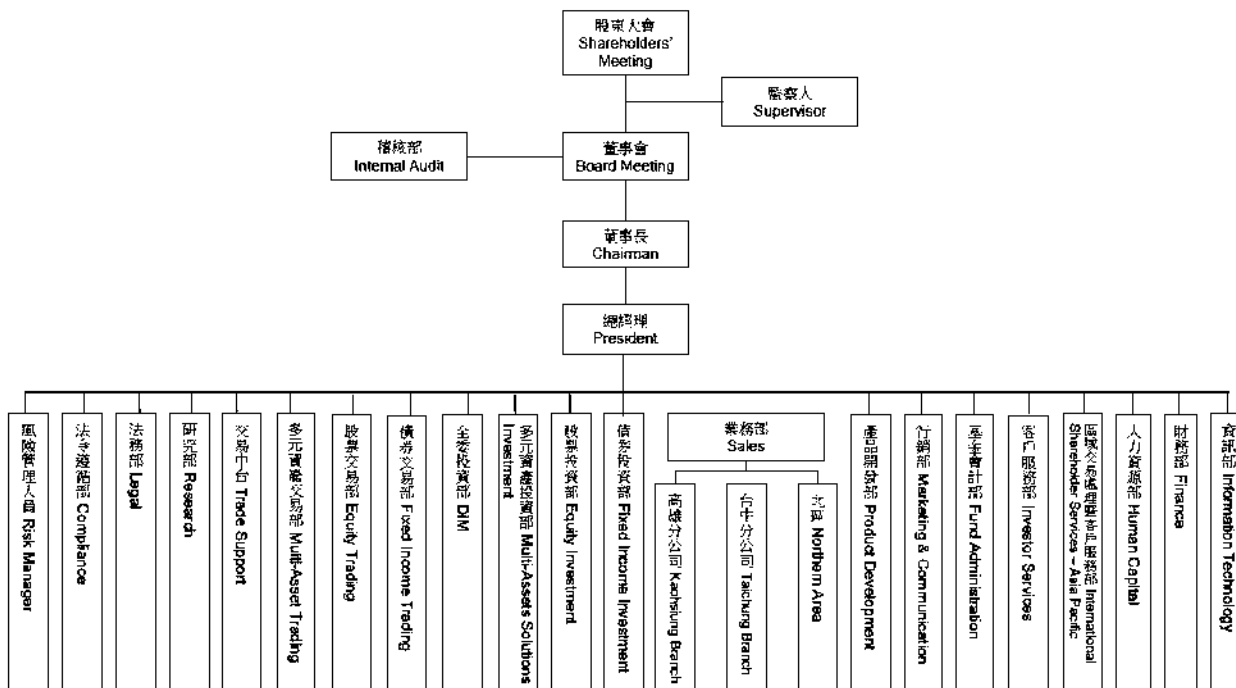 股東大會
Shareholders'
Meeting
監察人
Supervisor
稽核部
Internal Audit
董事會
Board Meeting
董事長
Chairman
總經理
President
風險管理人員 Risk Manager
法令遵循部 Compliance
法務部 Legal
研究部 Research
Trade Support
多元資產交易部 Multi-Asset Trading
股票交易部 Equity Trading
債券交易部 Fixed Income Trading
全委投資部 DIM
多元資產投資部 Multi-Assets Solutions
Investment
股票投資部 Equity Investment
債券投資部 Fixed Income Investment
業務部
Sales
高雄分公司 Kaohsiung Branch
台中分公司 Taichung Branch
北區 Northern Area
產品開發部 Product Development
行銷部 Marketing & Communication
基金會計部 Fund Administration
客戶服務部 Investor Services
International
Shareholder Services – Asia Pacific
人力資源部 Human Capital
財務部 Finance
資訊部 Information Technology